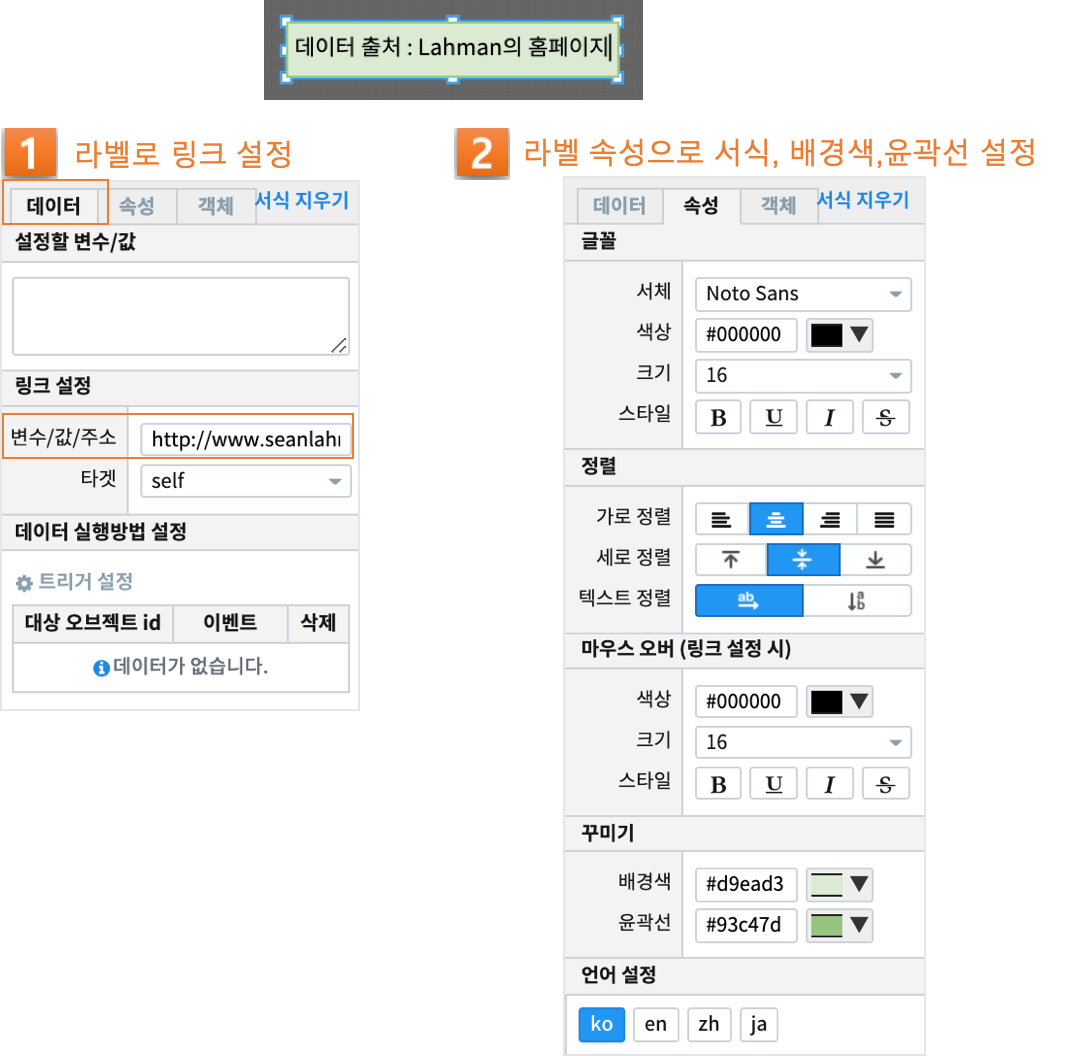 데이터 출처 : Lahman의 홈페이지
1 라벨로 링크 설정
데이터 속성 객체 서식 지우기
설정할 변수/값
링크 설정
변수/값/주소 http://www.seanlahr
타겟 self
데이터 실행방법 설정
트리거 설정
대상 오브젝트 id 이벤트 삭제
데이터가 없습니다.
2 라벨 속성으로 서식, 배경색,윤곽선 설정
데이터 속성 객체 서식 지우기
글꼴
서체 Noto Sans
색상 #000000
크기 16
스타일 B U I S
정렬
가로 정렬
세로 정렬
텍스트 정렬 ab ab
마우스 오버 (링크 설정 시)
색상 #000000
크기 16
스타일 B U I S
꾸미기
배경색 #d9ead3
윤곽선 #93c47d
언어 설정
ko en zh ja